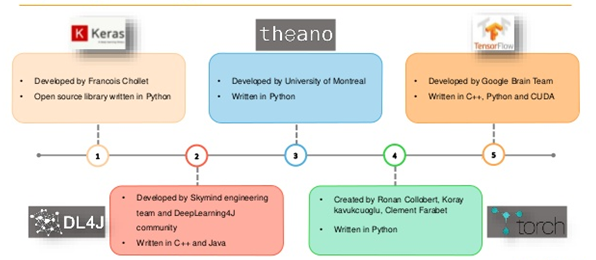 K Keras
theano
TensorFlow
• Developed by Francois Chollet
• Open source library written in Python
• Developed by University of Montreal
• Written in Python
• Developed by Google Brain Team
• Written in C++, Python and CUDA
1
2
3
4
5
DL4J
• Developed by Skymind engineering
team and DeepLearning4J
community
• Written in C++ and Java
• Created by Ronan Collobert, Koray
kavukcuoglu, Clement Farabet
• Written in Python
torch